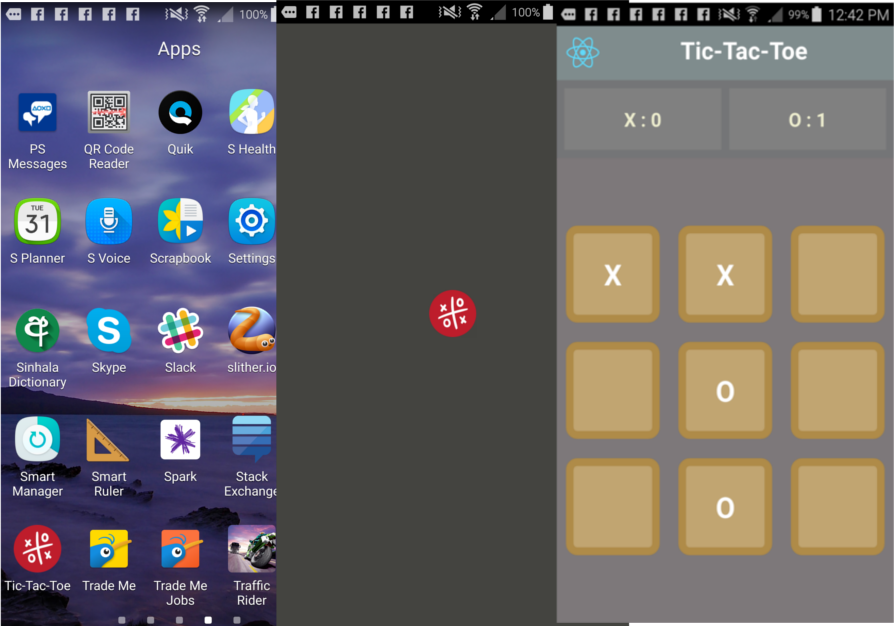 100%
Apps
AOXO
PS
Messages
QR Code
Reader
Quik
S Health
TUE
31
S Planner
S Voice
Scrapbook
Settings
Sinhala
Dictionary
Skype
Slack
slither.io
Smart
Manager
Smart
Ruler
Spark
Stack
Exchange
Tic-Tac-Toe
Trade Me
Trade Me
Jobs
Traffic
Rider
100%
99% 12:42 PM
Tic-Tac-Toe
X : 0
O : 1
X X
O
O